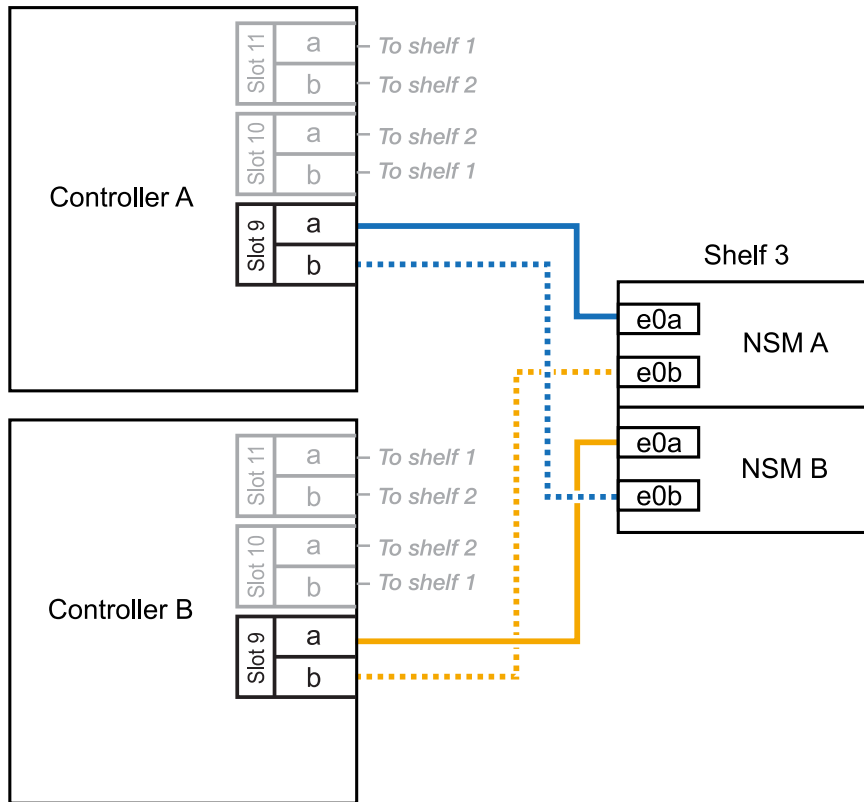 Controller A
Slot 11
a
To shelf 1
b
To shelf 2
Slot 10
a
To shelf 2
b
To shelf 1
Slot 9
a
b
Shelf 3
e0a
e0b
NSM A
e0a
e0b
NSM B
Controller B
Slot 11
a
To shelf 1
b
To shelf 2
Slot 10
a
To shelf 2
b
To shelf 1
Slot 9
a
b